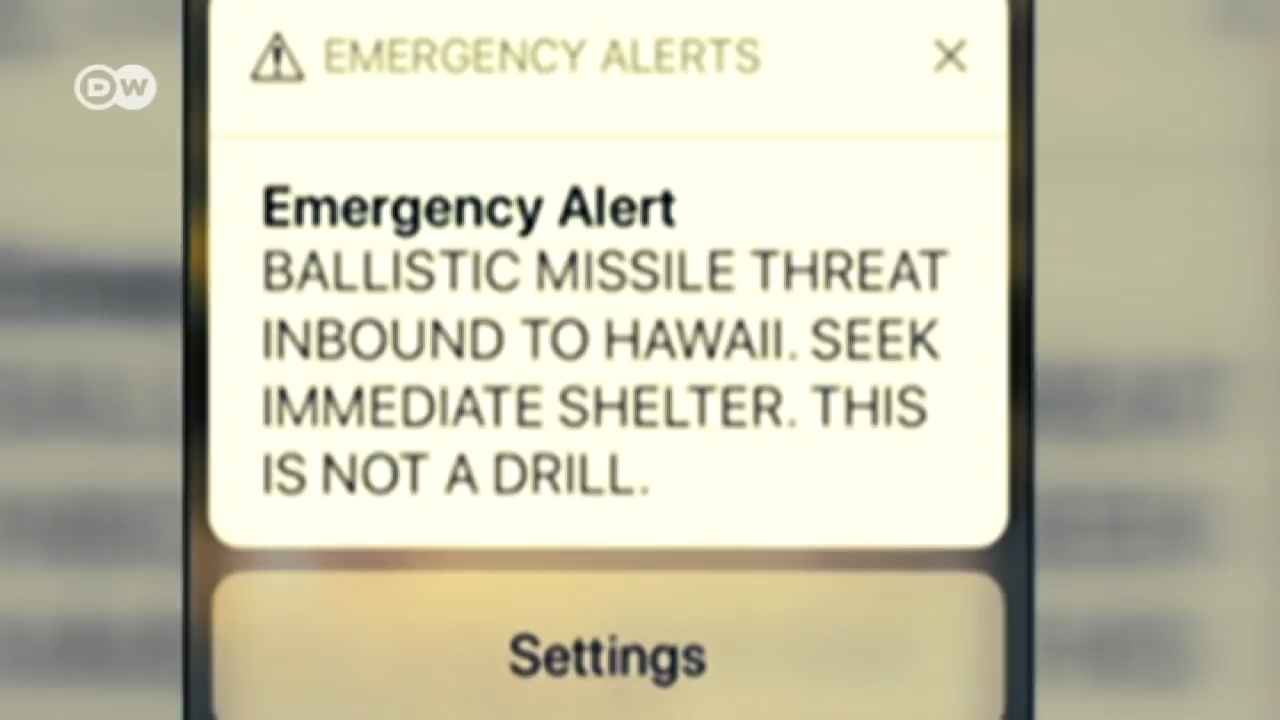 DW
EMERGENCY ALERTS
Emergency Alert
BALLISTIC MISSILE THREAT
INBOUND TO HAWAII. SEEK
IMMEDIATE SHELTER. THIS
IS NOT A DRILL.
Settings